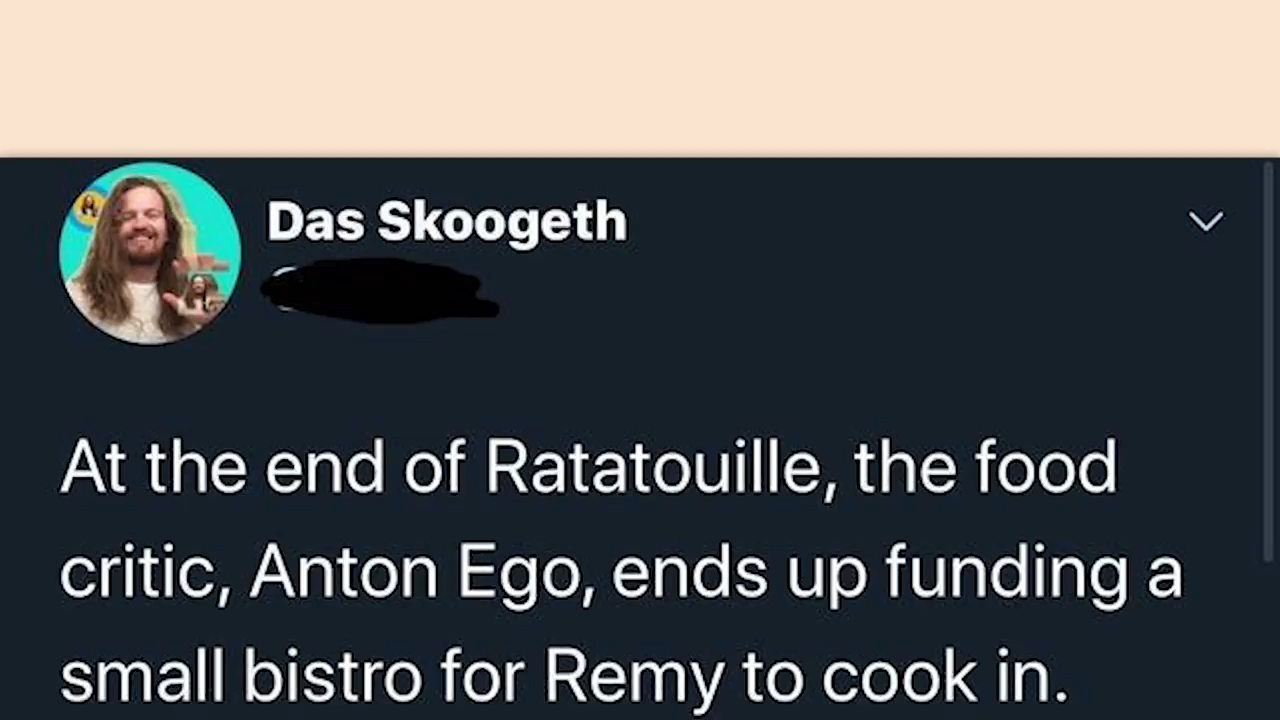 Das Skoogeth
At the end of Ratatouille, the food
critic, Anton Ego, ends up funding a
small bistro for Remy to cook in.